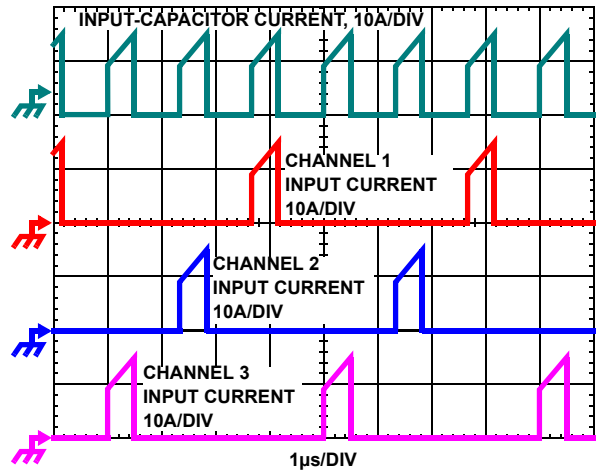 INPUT-CAPACITOR CURRENT, 10A/DIV
CHANNEL 1
INPUT CURRENT
10A/DIV
CHANNEL 2
INPUT CURRENT
10A/DIV
CHANNEL 3
INPUT CURRENT
10A/DIV
1µs/DIV